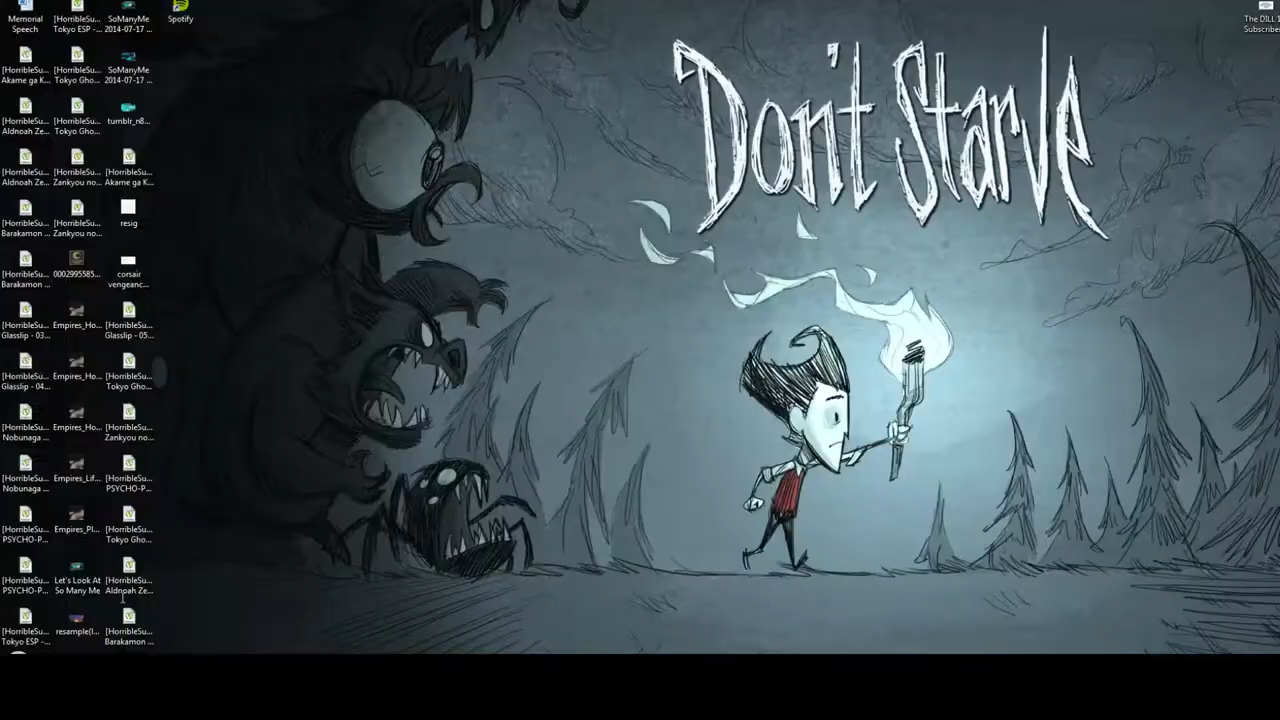 Memorial
Speech
[HorribleSu...
Tokyo ESP -...
SoManyMe
2014-07-17 ...
Spotify
The DILL 1
Subscribe
Don't Starve
[HorribleSu...
Akame ga K...
[HorribleSu...
Tokyo Gho...
SoManyMe
2014-07-17 ...
[HorribleSu...
Aldnoah Ze...
[HorribleSu...
Tokyo Gho...
tumblr_n8...
[HorribleSu...
Aldnoah Ze...
[HorribleSu...
Zankyou no...
[HorribleSu...
Akame ga K...
[HorribleSu...
Barakamon ...
[HorribleSu...
Zankyou no...
resig
[HorribleSu...
Barakamon ...
0002995585...
corsair
vengeanc...
[HorribleSu...
Glasslip - 03...
Empires_Ho...
[HorribleSu...
Glasslip - 05...
[HorribleSu...
Glasslip - 04...
Empires_Ho...
[HorribleSu...
Tokyo Gho...
[HorribleSu...
Nobunaga ...
Empires_Ho...
[HorribleSu...
Zankyou no...
[HorribleSu...
Nobunaga ...
Empires_Lif...
[HorribleSu...
PSYCHO-P...
[HorribleSu...
PSYCHO-P...
Empires_Pl...
[HorribleSu...
Tokyo Gho...
[HorribleSu...
PSYCHO-P...
Let's Look At
So Many Me
[HorribleSu...
Aldnoah Ze...
[HorribleSu...
Tokyo ESP -...
resample(I...
[HorribleSu...
Barakamon ...